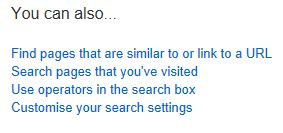 You can also...
Find pages that are similar to or link to a URL
Search pages that you've visited
Use operators in the search box
Customise your search settings